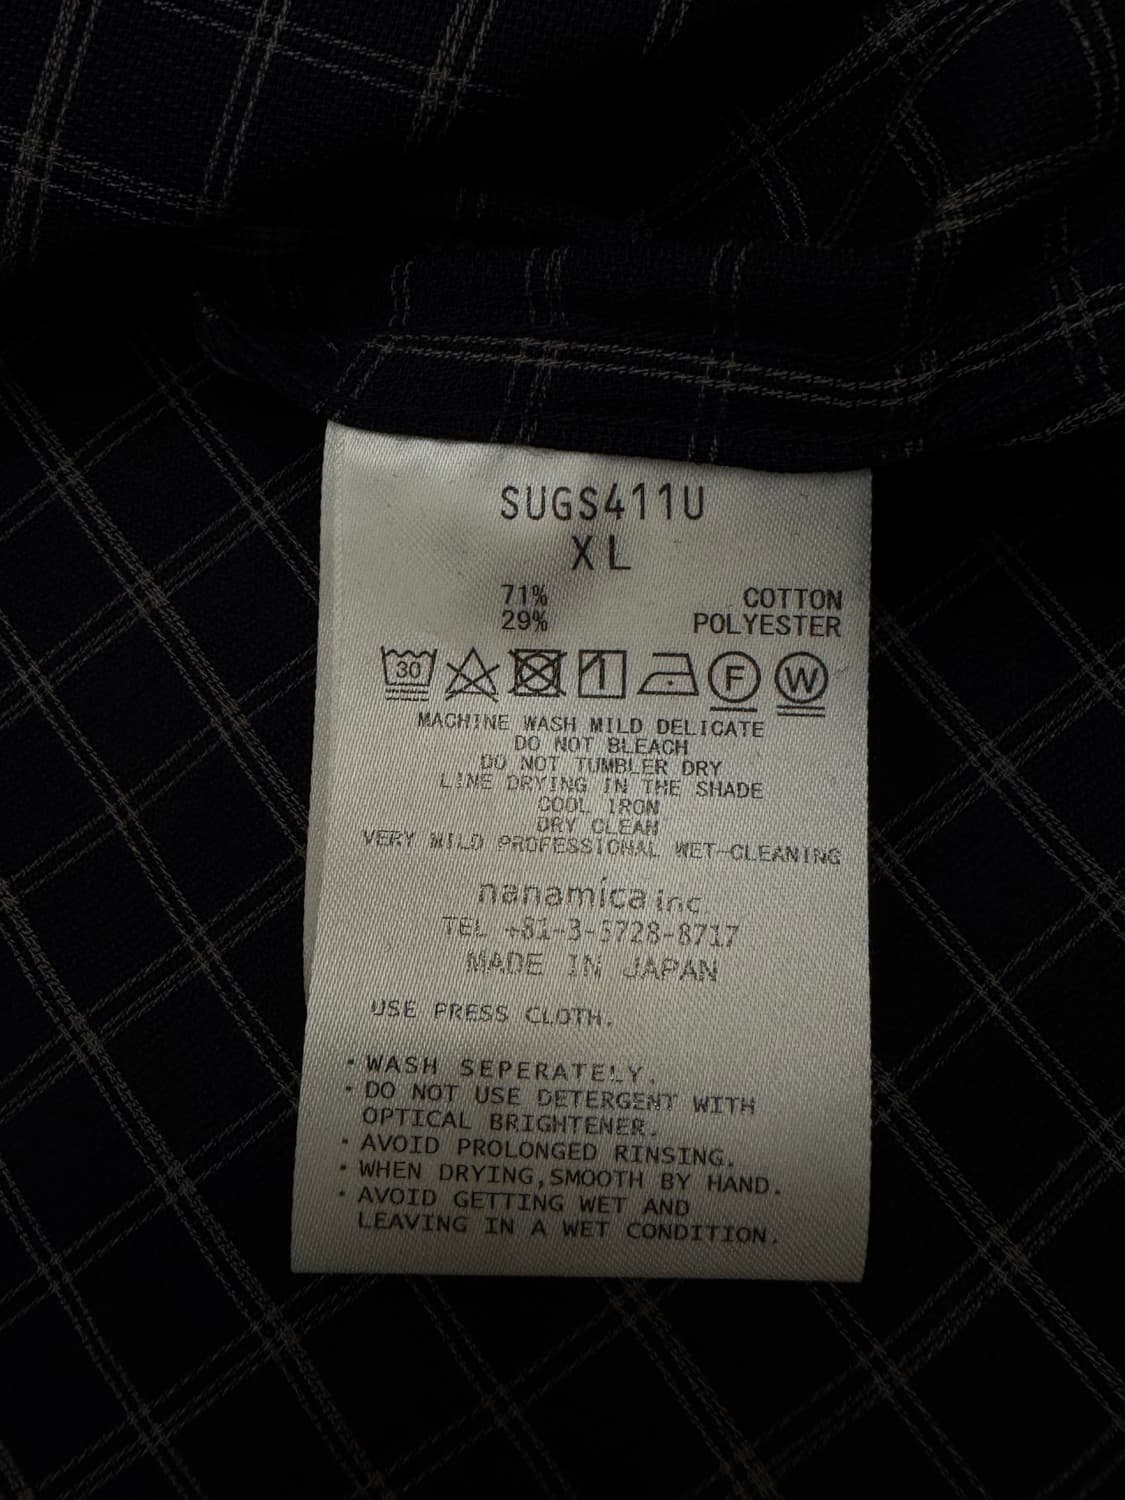 SUGS411U
XL
71% COTTON
29% POLYESTER
30 1 F W
MACHINE WASH MILD DELICATE
DO NOT BLEACH
DO NOT TUMBLER DRY
LINE DRYING IN THE SHADE
COOL IRON
DRY CLEAN
VERY MILD PROFESSIONAL WET-CLEANING
nanamica inc.
TEL +81-3-5728-8717
MADE IN JAPAN
USE PRESS CLOTH.
・WASH SEPERATELY.
・DO NOT USE DETERGENT WITH
OPTICAL BRIGHTENER.
・AVOID PROLONGED RINSING.
・WHEN DRYING,SMOOTH BY HAND.
・AVOID GETTING WET AND
LEAVING IN A WET CONDITION.